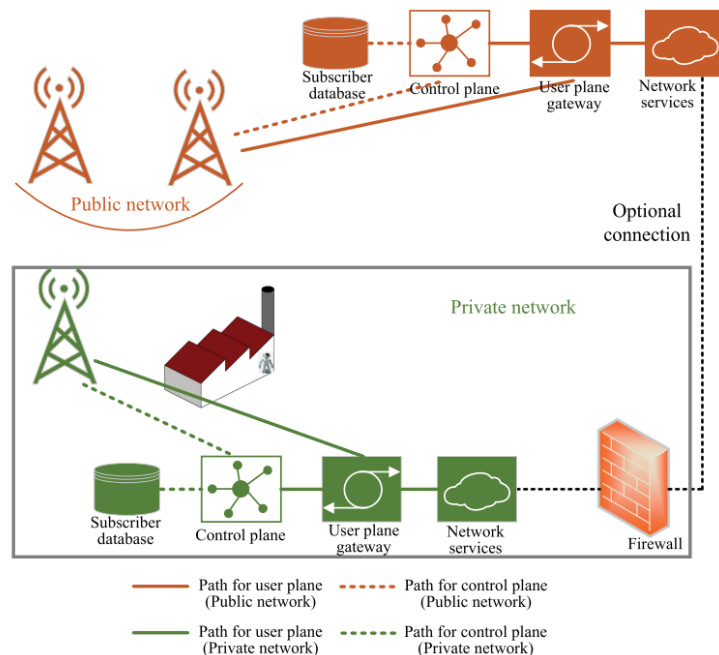 Subscriber
database
Control plane
User plane
gateway
Network
services
Public network
Optional
connection
Private network
Subscriber
database
Control plane
User plane
gateway
Network
services
Firewall
Path for user plane
(Public network)
Path for control plane
(Public network)
Path for user plane
(Private network)
Path for control plane
(Private network)